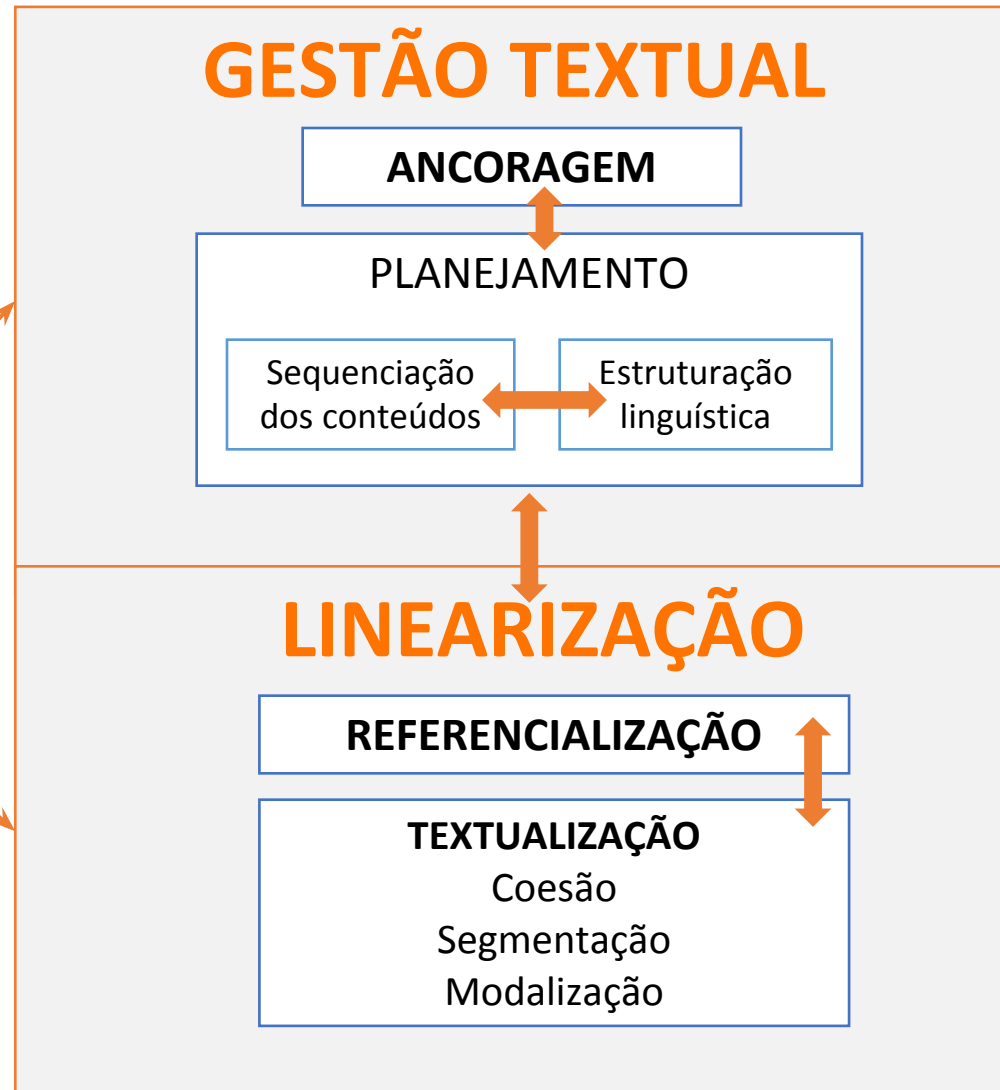 GESTÃO TEXTUAL
ANCORAGEM
PLANEJAMENTO
Sequenciação
dos conteúdos
Estruturação
linguística
LINEARIZAÇÃO
REFERENCIALIZAÇÃO
TEXTUALIZAÇÃO
Coesão
Segmentação
Modalização